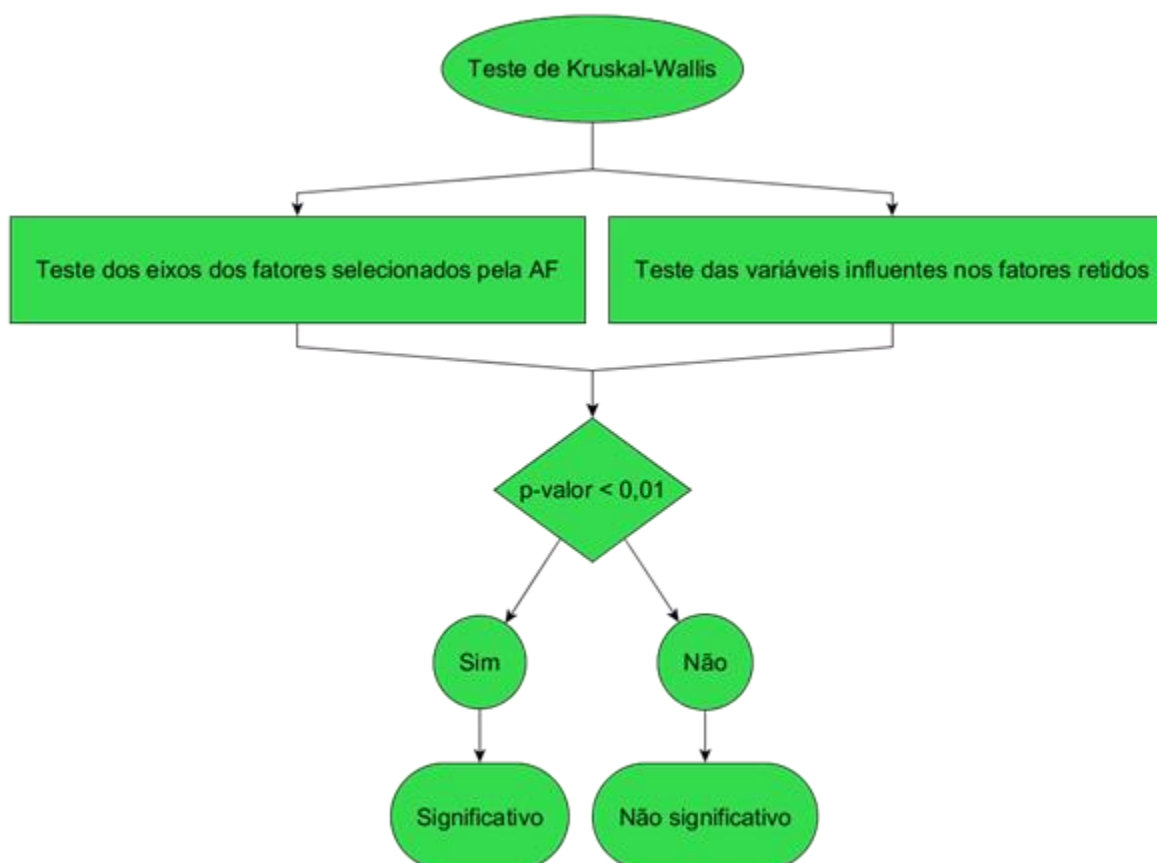 Teste de Kruskal-Wallis
Teste dos eixos dos fatores selecionados pela AF
Teste das variáveis influentes nos fatores retidos
p-valor < 0,01
Sim
Não
Significativo
Não significativo